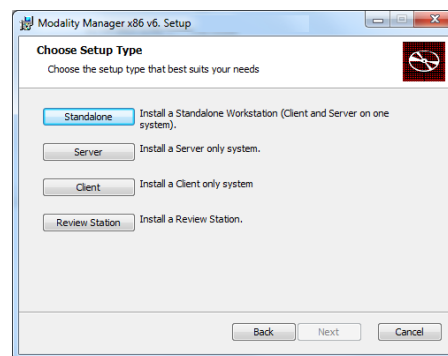 Modality Manager x86 v6. Setup
Choose Setup Type
Choose the setup type that best suits your needs
Standalone
Install a Standalone Workstation (Client and Server on one
system).
Server
Install a Server only system.
Client
Install a Client only system
Review Station
Install a Review Station.
Back
Next
Cancel